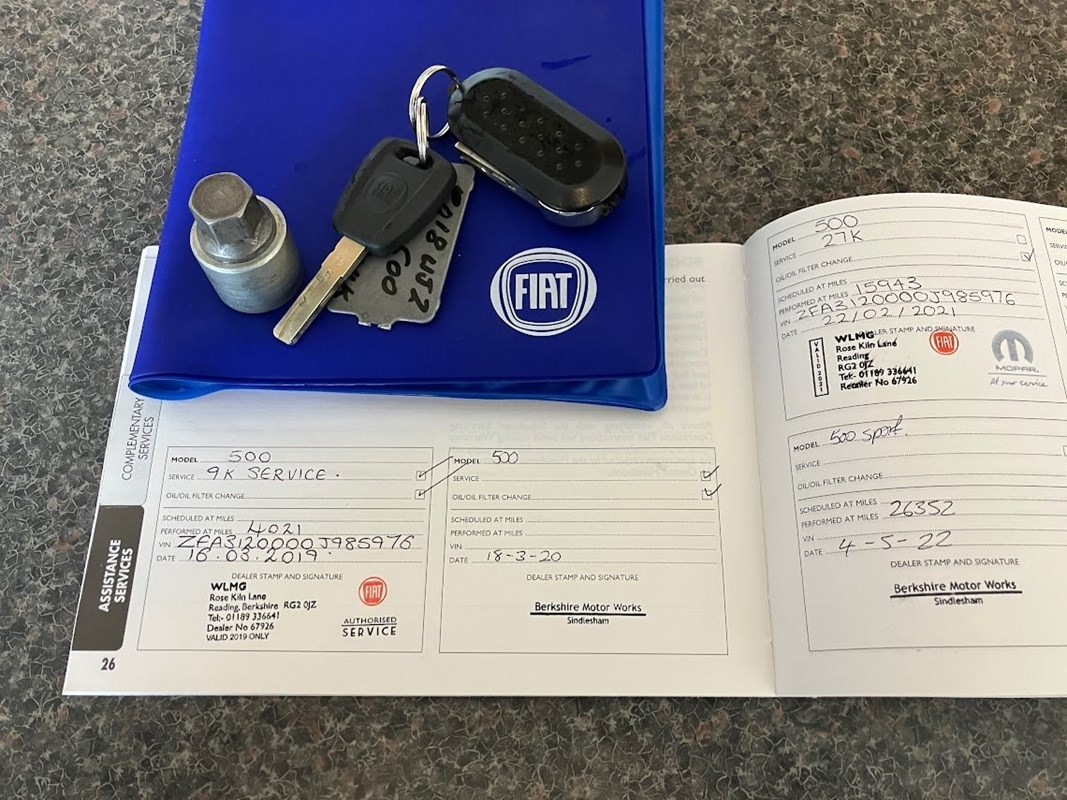 FIAT
rried out
COMPLEMENTARY
SERVICES
ASSISTANCE
SERVICES
26
MODEL 500
SERVICE 9K SERVICE.
OIL/OIL FILTER CHANGE
SCHEDULED AT MILES
PERFORMED AT MILES 4021
VIN ZFA3120000J985976
DATE 16.03.2019.
DEALER STAMP AND SIGNATURE
WLMG
Rose Kiln Lane
Reading, Berkshire RG2 0JZ
Tel:- 01189 336641
Dealer No 67926
VALID 2019 ONLY
FIAT
AUTHORISED
SERVICE
MODEL 500
SERVICE
OIL/OIL FILTER CHANGE
SCHEDULED AT MILES
PERFORMED AT MILES
VIN
DATE 18-3-20
DEALER STAMP AND SIGNATURE
Berkshire Motor Works
Sindlesham
MODEL 500
SERVICE 27K
OIL/OIL FILTER CHANGE
SCHEDULED AT MILES
PERFORMED AT MILES 15943
VIN ZFA3120000J985976
DATE 22/02/2021
DEALER STAMP AND SIGNATURE
VALID 2021
WLMG
Rose Kiln Lane
Reading
RG2 0JZ
Tel:- 01189 336641
Reorder No 67926
FIAT
MOPAR.
At your service
MODEL 500 Sport.
SERVICE
OIL/OIL FILTER CHANGE
SCHEDULED AT MILES
PERFORMED AT MILES 26352
VIN
DATE 4-5-22
DEALER STAMP AND SIGNATURE
Berkshire Motor Works
Sindlesham